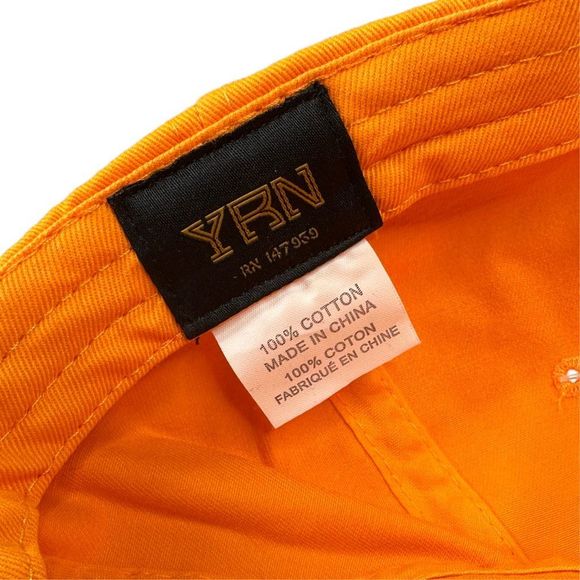 YRN
RN 147959
100% COTTON
MADE IN CHINA
100% COTON
FABRIQUÉ EN CHINE